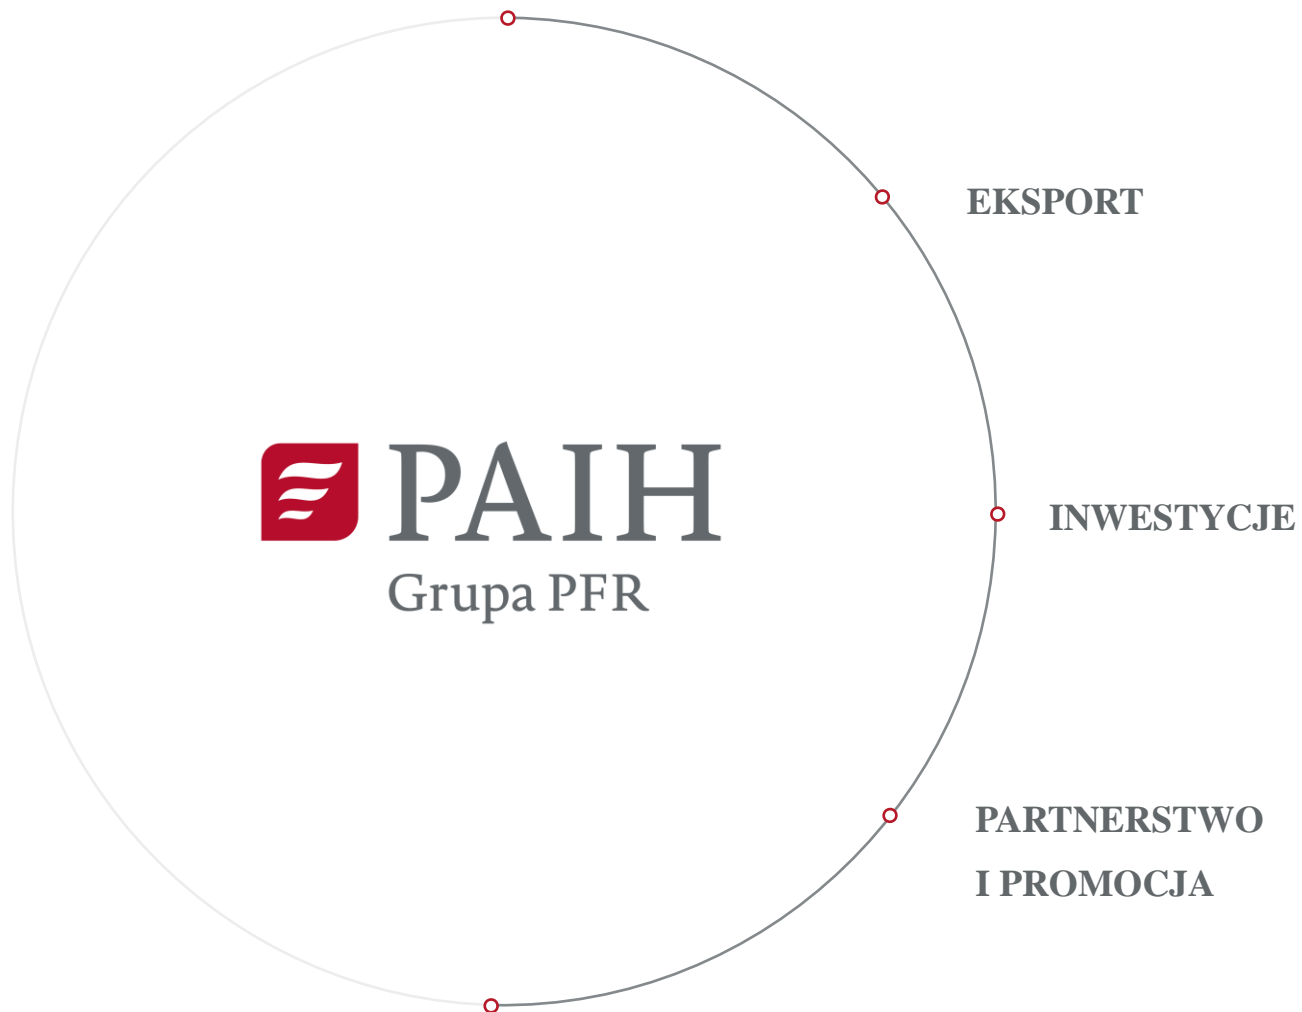 EKSPORT
PAIH
Grupa PFR
INWESTYCJE
PARTNERSTWO
I PROMOCJA